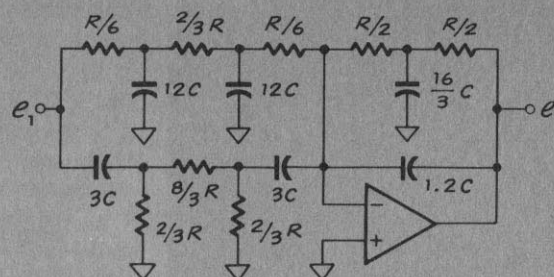 R/6 2/3 R R/6 R/2 R/2
12C 12C 16/3 C
e₁ e
3C 8/3 R 3C 1.2C
2/3 R 2/3 R
−
+